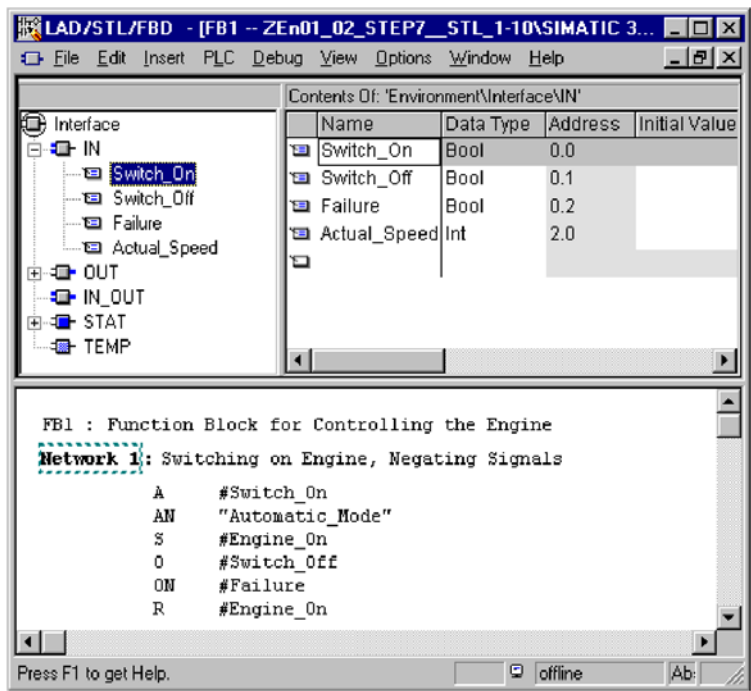 LAD/STL/FBD - [FB1 -- ZEn01_02_STEP7__STL_1-10\SIMATIC 3...
File Edit Insert PLC Debug View Options Window Help
Contents Of: 'Environment\Interface\IN'
Interface
IN
Switch_On
Switch_Off
Failure
Actual_Speed
OUT
IN_OUT
STAT
TEMP
Name Data Type Address Initial Value
Switch_On Bool 0.0
Switch_Off Bool 0.1
Failure Bool 0.2
Actual_Speed Int 2.0
FB1 : Function Block for Controlling the Engine
Network 1: Switching on Engine, Negating Signals
A #Switch_On
AN "Automatic_Mode"
S #Engine_On
O #Switch_Off
ON #Failure
R #Engine_On
Press F1 to get Help. offline Ab: